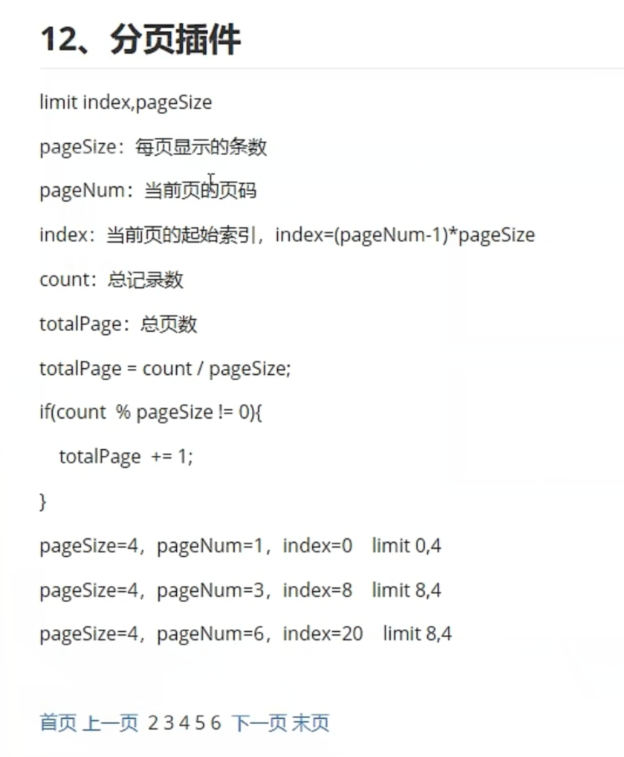 12、分页插件
limit index,pageSize
pageSize：每页显示的条数
pageNum：当前页的页码
index：当前页的起始索引，index=(pageNum-1)*pageSize
count：总记录数
totalPage：总页数
totalPage = count / pageSize;
if(count  % pageSize != 0){
    totalPage  += 1;
}
pageSize=4，pageNum=1，index=0    limit 0,4
pageSize=4，pageNum=3，index=8    limit 8,4
pageSize=4，pageNum=6，index=20    limit 8,4
首页 上一页  2 3 4 5 6  下一页 末页